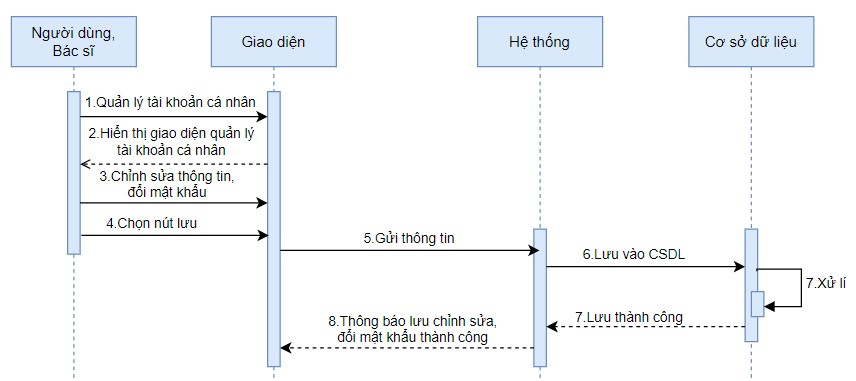 Người dùng,
Bác sĩ
Giao diện
Hệ thống
Cơ sở dữ liệu
1.Quản lý tài khoản cá nhân
2.Hiển thị giao diện quản lý
tài khoản cá nhân
3.Chỉnh sửa thông tin,
đổi mật khẩu
4.Chọn nút lưu
5.Gửi thông tin
6.Lưu vào CSDL
7.Xử lí
7.Lưu thành công
8.Thông báo lưu chỉnh sửa,
đổi mật khẩu thành công